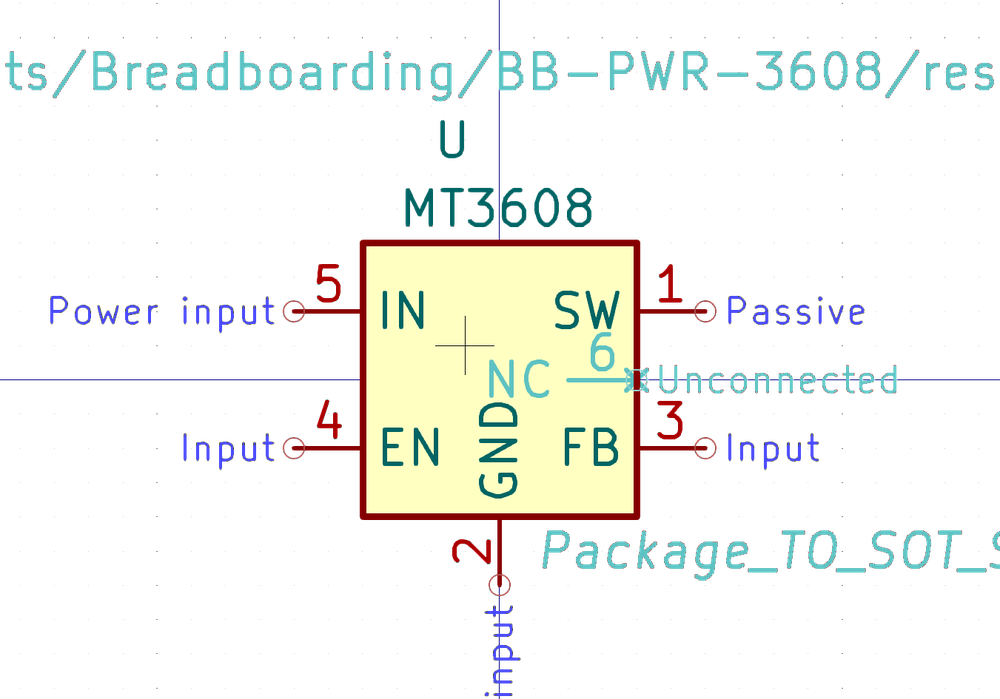 ts/Breadboarding/BB-PWR-3608/res
U
MT3608
5 1
Power input IN SW Passive
6
NC Unconnected
4 3
Input EN FB Input
GND
2
Package_TO_SOT_S
input